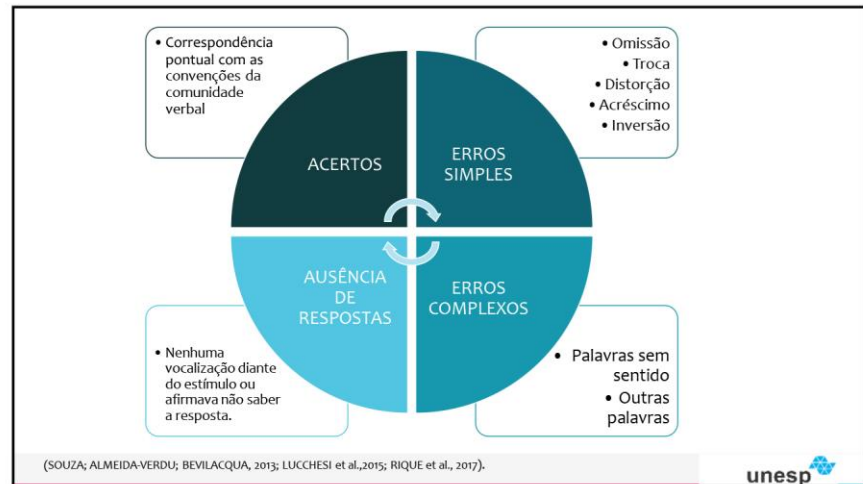 • Correspondência
pontual com as
convenções da
comunidade
verbal
• Omissão
• Troca
• Distorção
• Acréscimo
• Inversão
ACERTOS
ERROS
SIMPLES
AUSÊNCIA
DE
RESPOSTAS
ERROS
COMPLEXOS
• Nenhuma
vocalização diante
do estímulo ou
afirmava não saber
a resposta.
• Palavras sem
sentido
• Outras
palavras
(SOUZA; ALMEIDA-VERDU; BEVILACQUA, 2013; LUCCHESI et al.,2015; RIQUE et al., 2017).
unesp